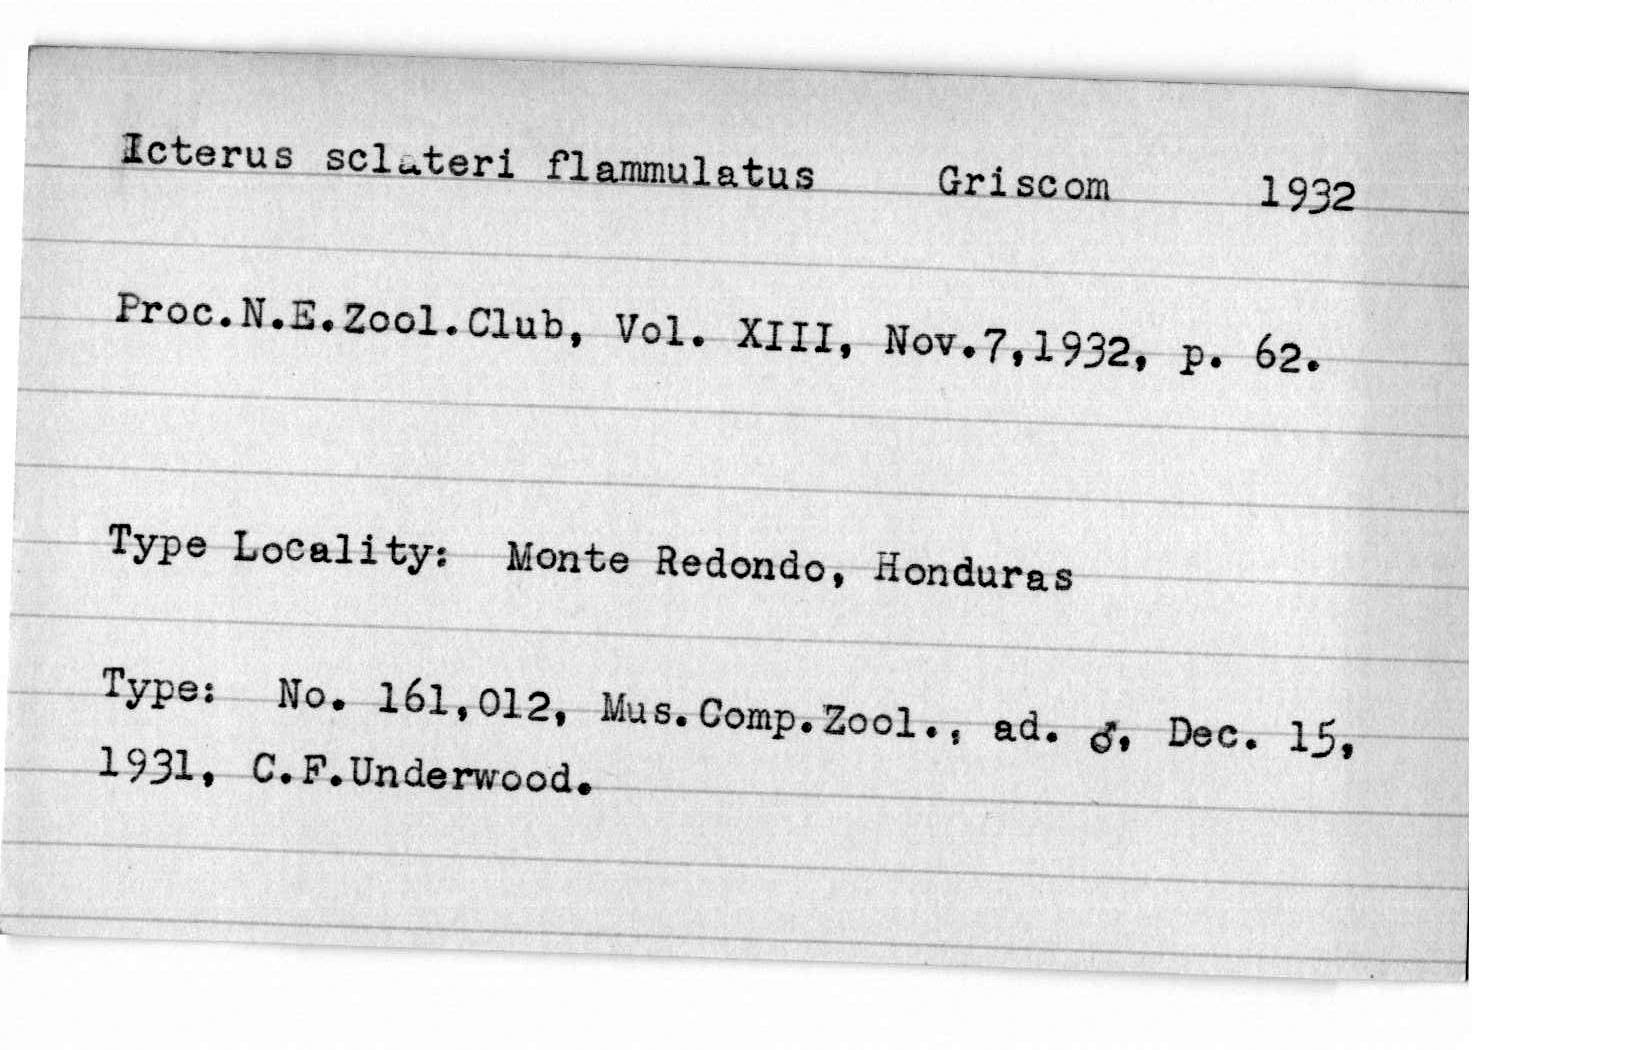 Icterus sclateri flammulatus Griscom 1932
Proc.N.E.Zool.Club, Vol. XIII, Nov.7,1932, p. 62.
Type Locality: Monte Redondo, Honduras
Type: No. 161,012, Mus.Comp.Zool., ad. ♂, Dec. 15,
1931, C.F.Underwood.